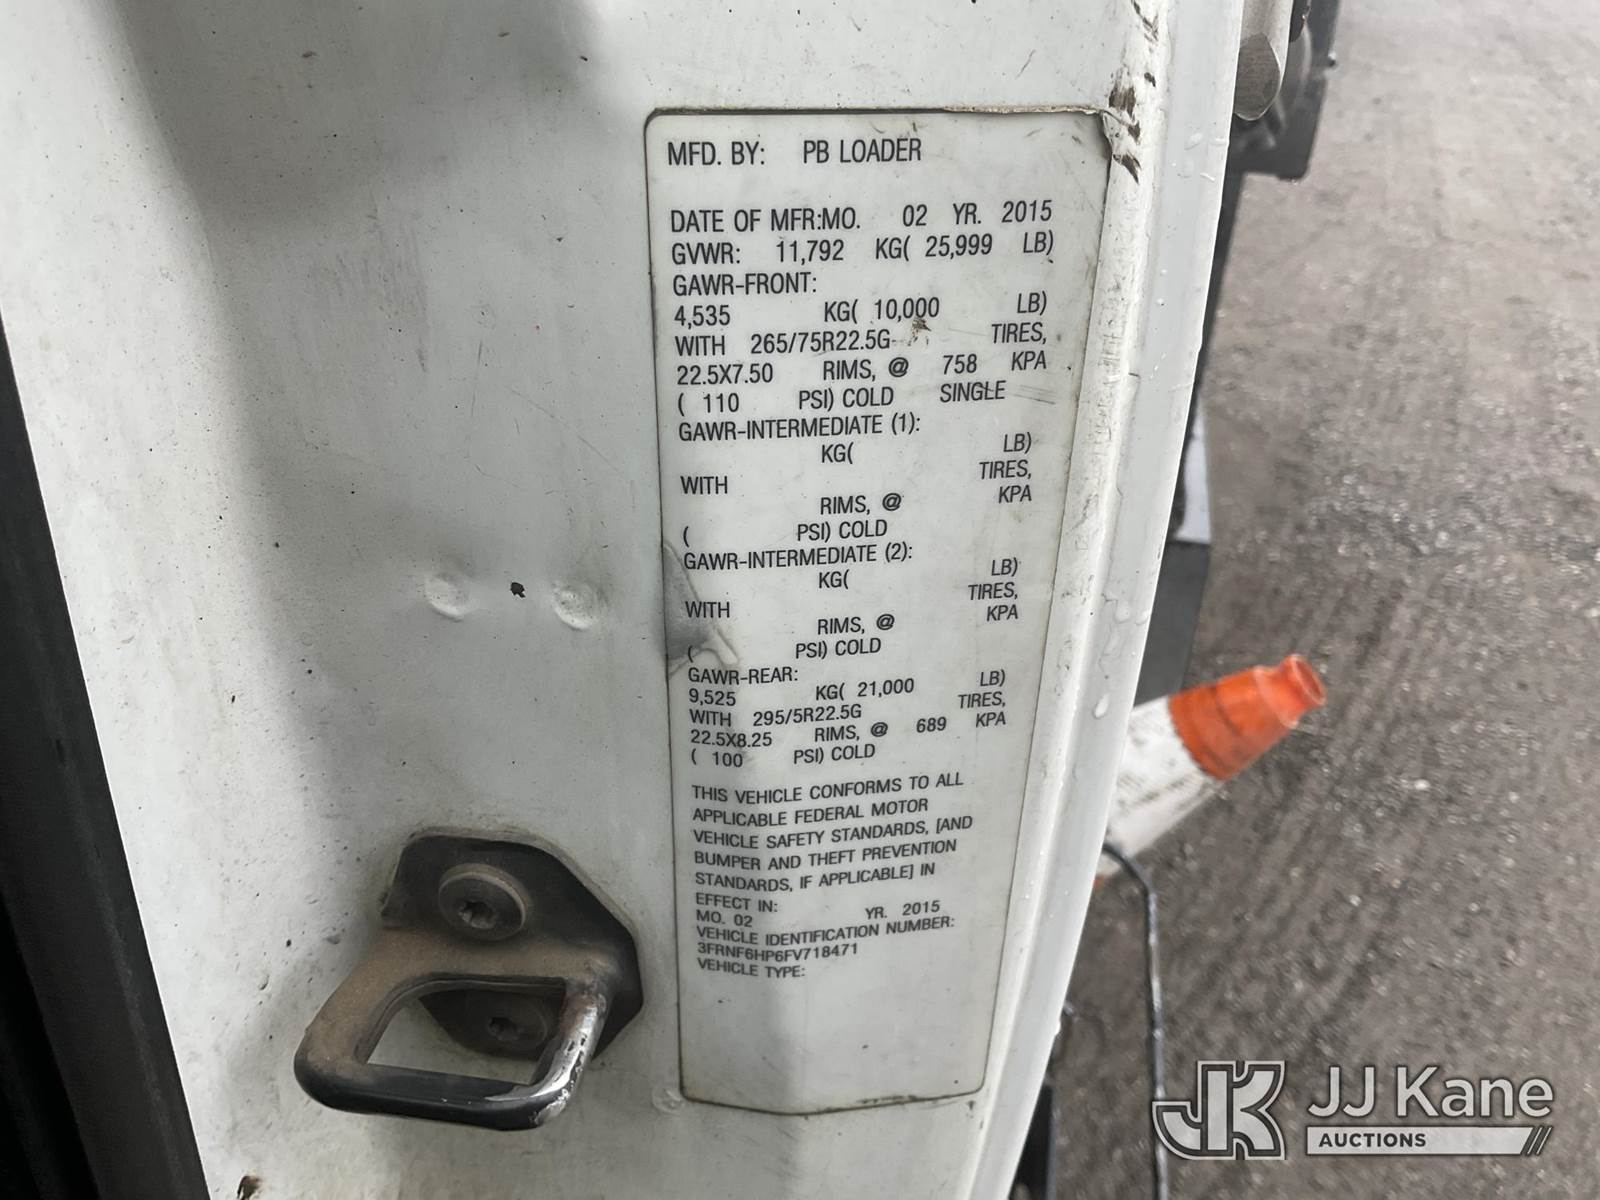 MFD. BY: PB LOADER
DATE OF MFR:MO. 02 YR. 2015
GVWR: 11,792 KG( 25,999 LB)
GAWR-FRONT:
4,535 KG( 10,000 LB)
WITH 265/75R22.5G TIRES,
22.5X7.50 RIMS, @ 758 KPA
( 110 PSI) COLD SINGLE
GAWR-INTERMEDIATE (1):
KG( LB)
WITH TIRES,
RIMS, @ KPA
( PSI) COLD
GAWR-INTERMEDIATE (2):
KG( LB)
WITH TIRES,
RIMS, @ KPA
( PSI) COLD
GAWR-REAR:
9,525 KG( 21,000 LB)
WITH 295/5R22.5G TIRES,
22.5X8.25 RIMS, @ 689 KPA
( 100 PSI) COLD
THIS VEHICLE CONFORMS TO ALL
APPLICABLE FEDERAL MOTOR
VEHICLE SAFETY STANDARDS, [AND
BUMPER AND THEFT PREVENTION
STANDARDS, IF APPLICABLE] IN
EFFECT IN:
MO. 02 YR. 2015
VEHICLE IDENTIFICATION NUMBER:
3FRNF6HP6FV718471
VEHICLE TYPE:
JK JJ Kane
AUCTIONS